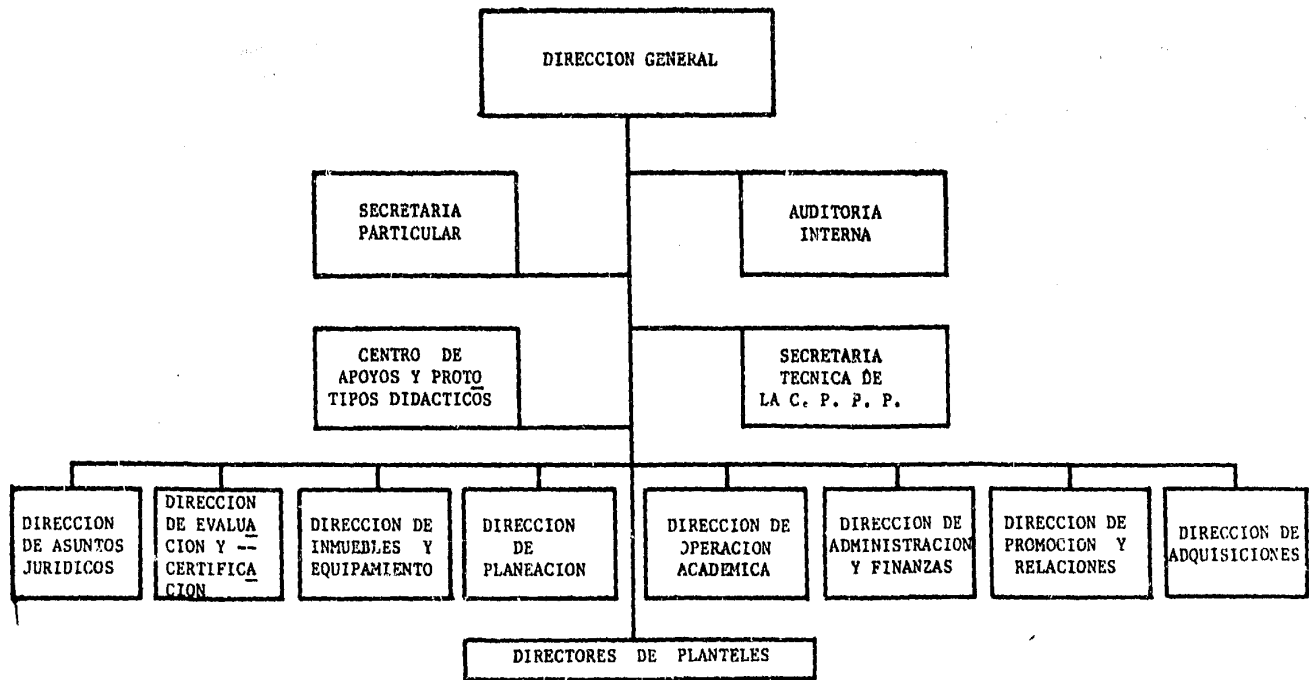 DIRECCION GENERAL
SECRETARIA
PARTICULAR
AUDITORIA
INTERNA
CENTRO DE
APOYOS Y PROTO
TIPOS DIDACTICOS
SECRETARIA
TECNICA DE
LA C. P. P. P.
DIRECCION
DE ASUNTOS
JURIDICOS
DIRECCION
DE EVALUA
CION Y --
CERTIFICA
CION
DIRECCION DE
INMUEBLES Y
EQUIPAMIENTO
DIRECCION
DE
PLANEACION
DIRECCION DE
OPERACION
ACADEMICA
DIRECCION DE
ADMINISTRACION
Y FINANZAS
DIRECCION DE
PROMOCION Y
RELACIONES
DIRECCION DE
ADQUISICIONES
DIRECTORES DE PLANTELES